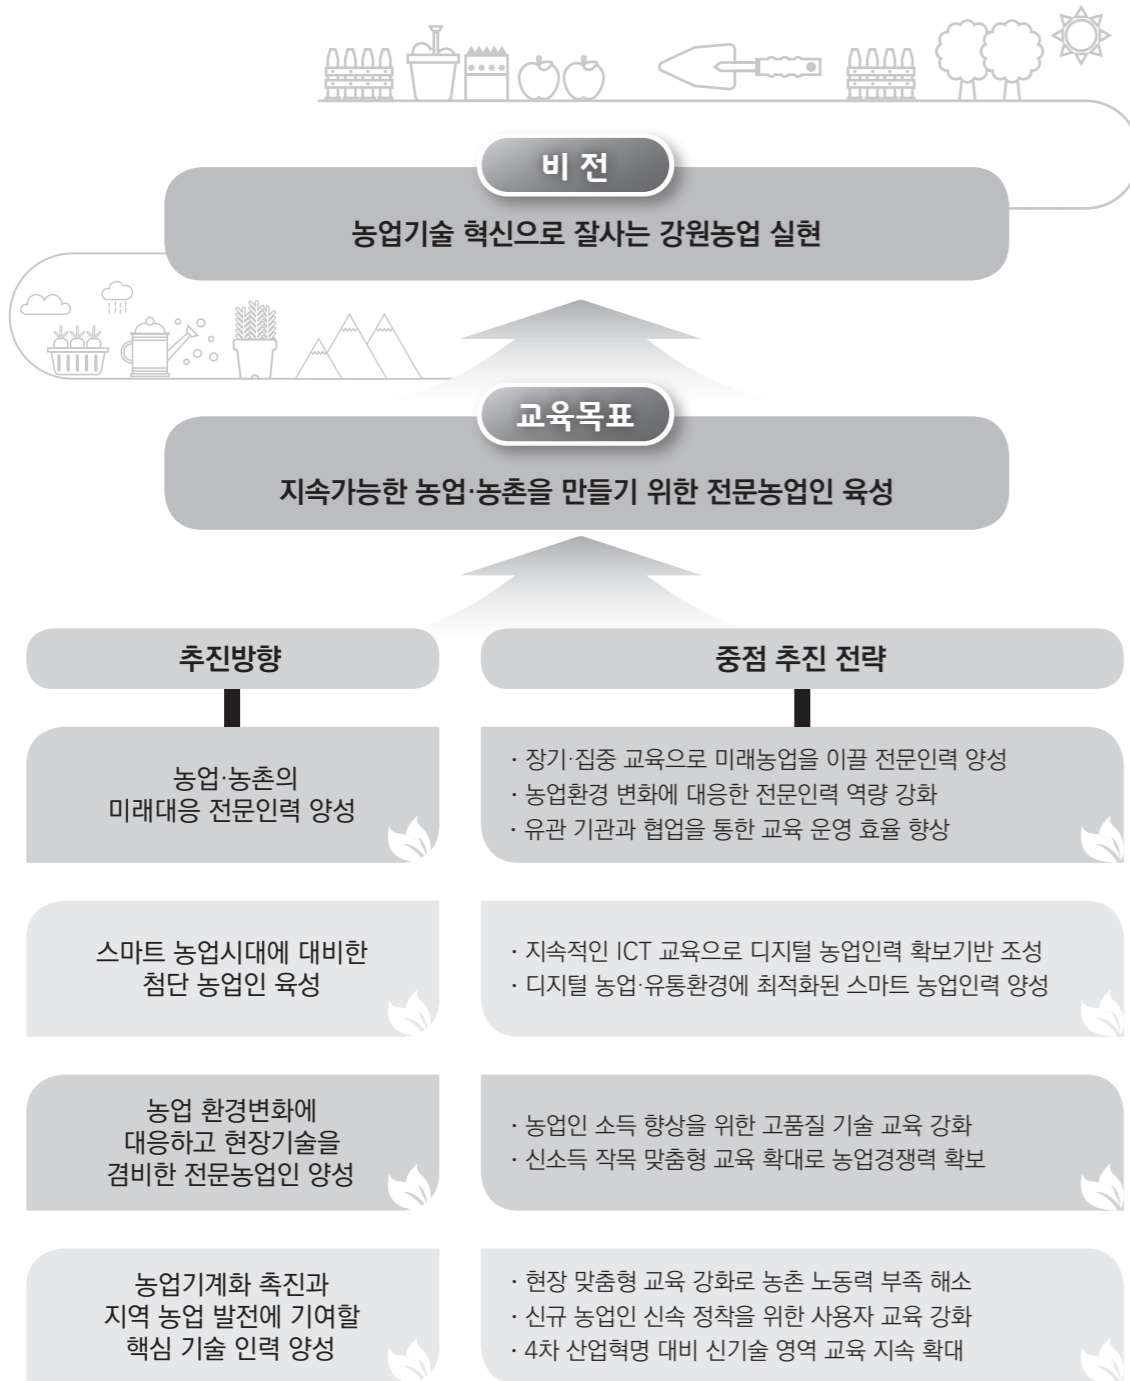 비 전
농업기술 혁신으로 잘사는 강원농업 실현
교육목표
지속가능한 농업·농촌을 만들기 위한 전문농업인 육성
추진방향
중점 추진 전략
농업·농촌의
미래대응 전문인력 양성
· 장기·집중 교육으로 미래농업을 이끌 전문인력 양성
· 농업환경 변화에 대응한 전문인력 역량 강화
· 유관 기관과 협업을 통한 교육 운영 효율 향상
스마트 농업시대에 대비한
첨단 농업인 육성
· 지속적인 ICT 교육으로 디지털 농업인력 확보기반 조성
· 디지털 농업·유통환경에 최적화된 스마트 농업인력 양성
농업 환경변화에
대응하고 현장기술을
겸비한 전문농업인 양성
· 농업인 소득 향상을 위한 고품질 기술 교육 강화
· 신소득 작목 맞춤형 교육 확대로 농업경쟁력 확보
농업기계화 촉진과
지역 농업 발전에 기여할
핵심 기술 인력 양성
· 현장 맞춤형 교육 강화로 농촌 노동력 부족 해소
· 신규 농업인 신속 정착을 위한 사용자 교육 강화
· 4차 산업혁명 대비 신기술 영역 교육 지속 확대